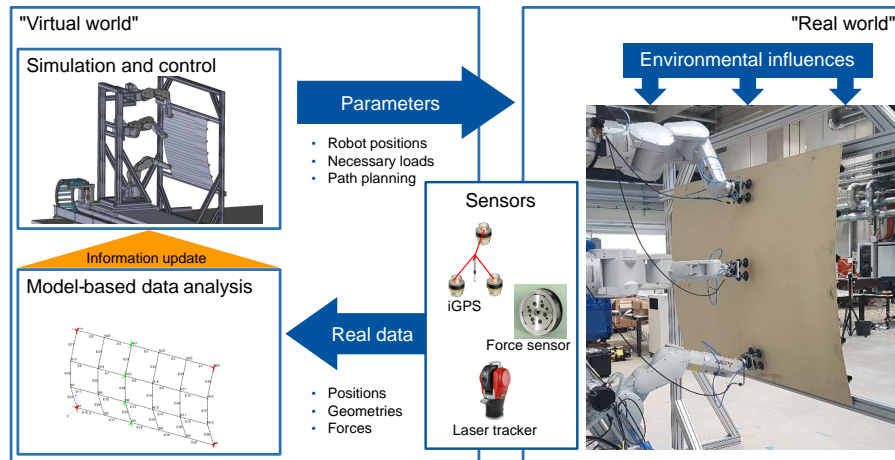 "Virtual world"
Simulation and control
Parameters
Robot positions
Necessary loads
Path planning
"Real world"
Environmental influences
Sensors
iGPS
Force sensor
Laser tracker
Information update
Model-based data analysis
Real data
Positions
Geometries
Forces